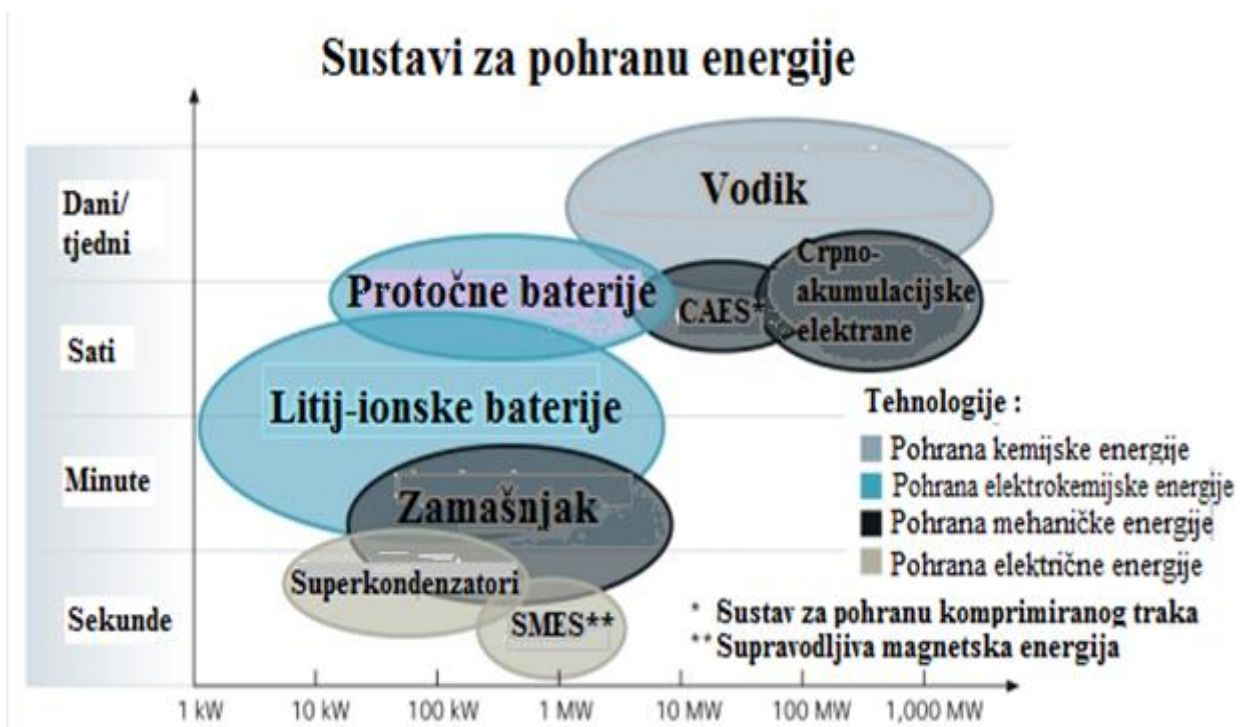 Sustavi za pohranu energije
Dani/
tjedni
Sati
Minute
Sekunde
Vodik
Protočne baterije
CAES*
Crpno-
akumulacijske
elektrane
Litij-ionske baterije
Zamašnjak
Superkondenzatori
SMES**
Tehnologije :
Pohrana kemijske energije
Pohrana elektrokemijske energije
Pohrana mehaničke energije
Pohrana električne energije
* Sustav za pohranu komprimiranog traka
** Supravodljiva magnetska energija
1 kW 10 kW 100 kW 1 MW 10 MW 100 MW 1,000 MW